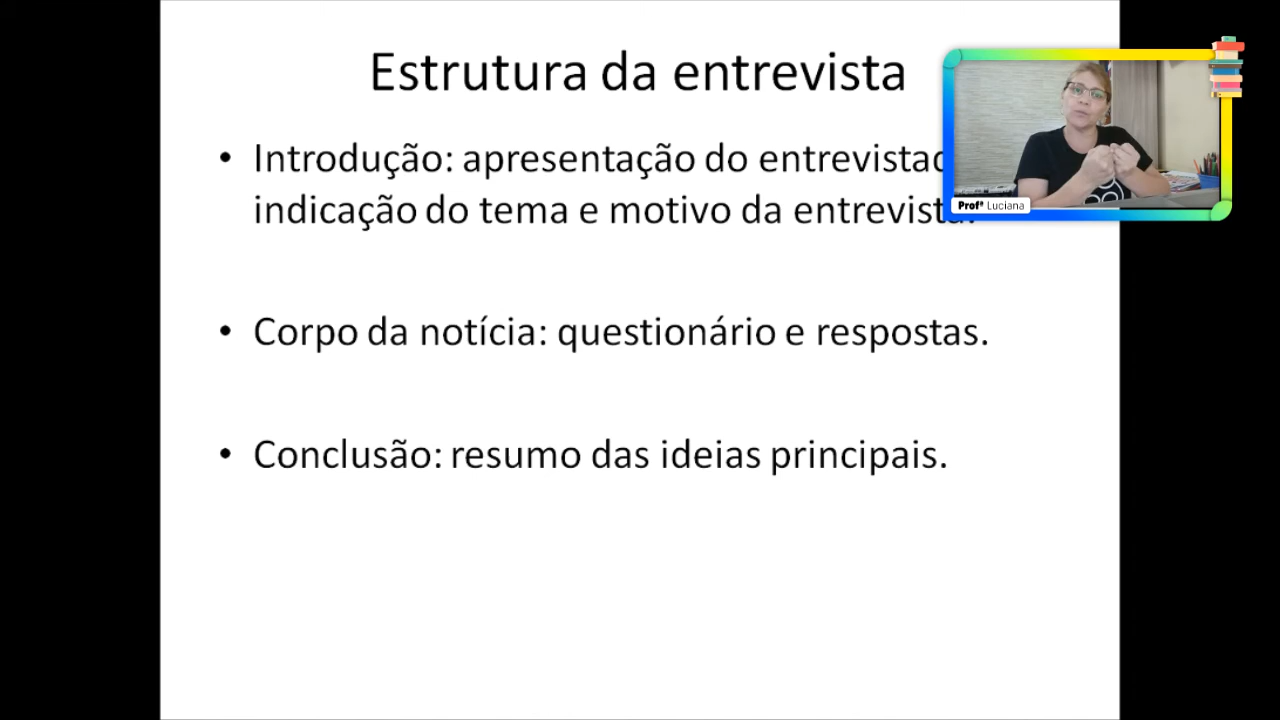 Estrutura da entrevista
• Introdução: apresentação do
indicação do tema e motivo da
• Corpo da notícia: questionário e respostas.
• Conclusão: resumo das ideias principais.
Profª Luciana